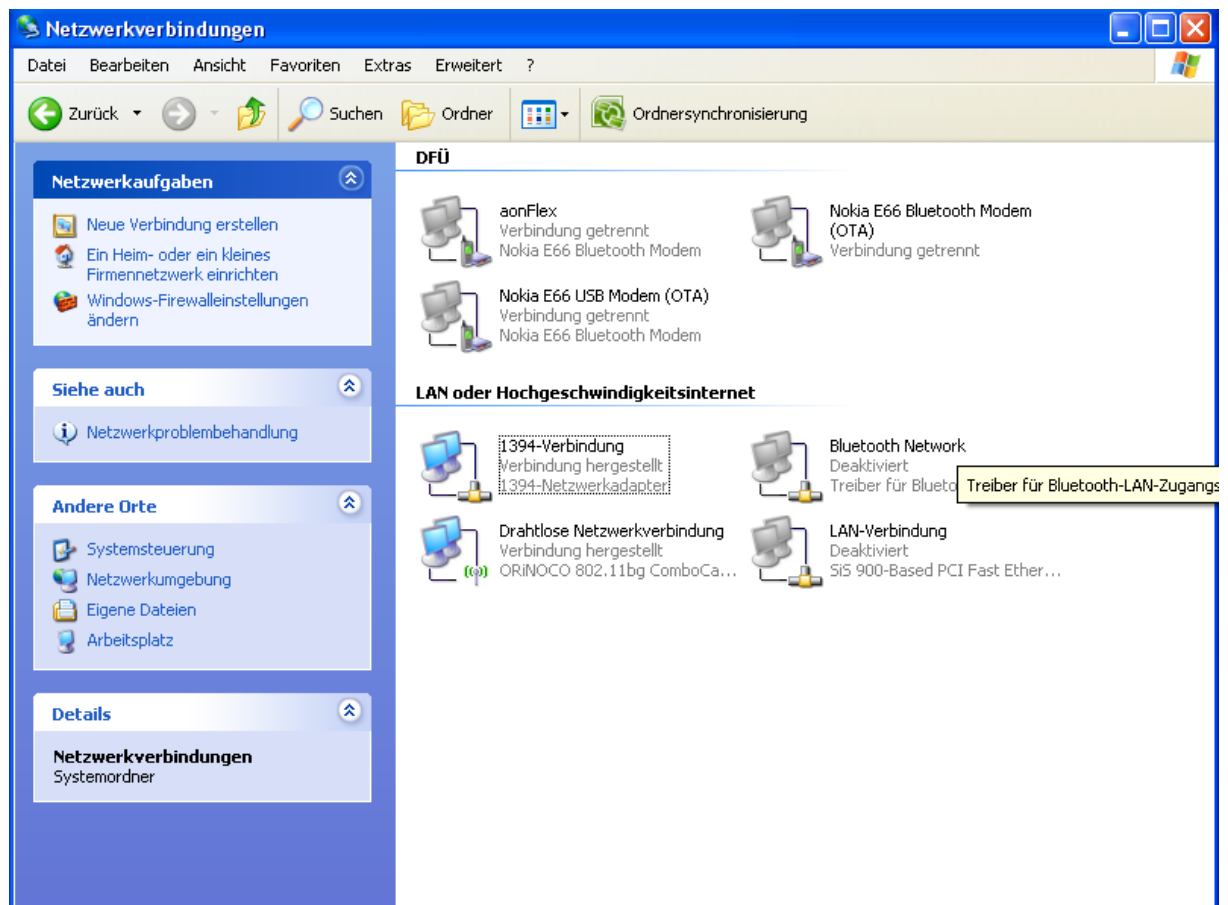 Netzwerkverbindungen
Datei Bearbeiten Ansicht Favoriten Extras Erweitert ?
Zurück Suchen Ordner Ordnersynchronisierung
Netzwerkaufgaben
Neue Verbindung erstellen
Ein Heim- oder ein kleines
Firmennetzwerk einrichten
Windows-Firewalleinstellungen
ändern
Siehe auch
Netzwerkproblembehandlung
Andere Orte
Systemsteuerung
Netzwerkumgebung
Eigene Dateien
Arbeitsplatz
Details
Netzwerkverbindungen
Systemordner
DFÜ
aonFlex
Verbindung getrennt
Nokia E66 Bluetooth Modem
Nokia E66 Bluetooth Modem
(OTA)
Verbindung getrennt
Nokia E66 USB Modem (OTA)
Verbindung getrennt
Nokia E66 Bluetooth Modem
LAN oder Hochgeschwindigkeitsinternet
1394-Verbindung
Verbindung hergestellt
1394-Netzwerkadapter
Bluetooth Network
Deaktiviert
Treiber für Blueto
Treiber für Bluetooth-LAN-Zugangs
Drahtlose Netzwerkverbindung
Verbindung hergestellt
ORiNOCO 802.11bg ComboCa...
LAN-Verbindung
Deaktiviert
SiS 900-Based PCI Fast Ether...